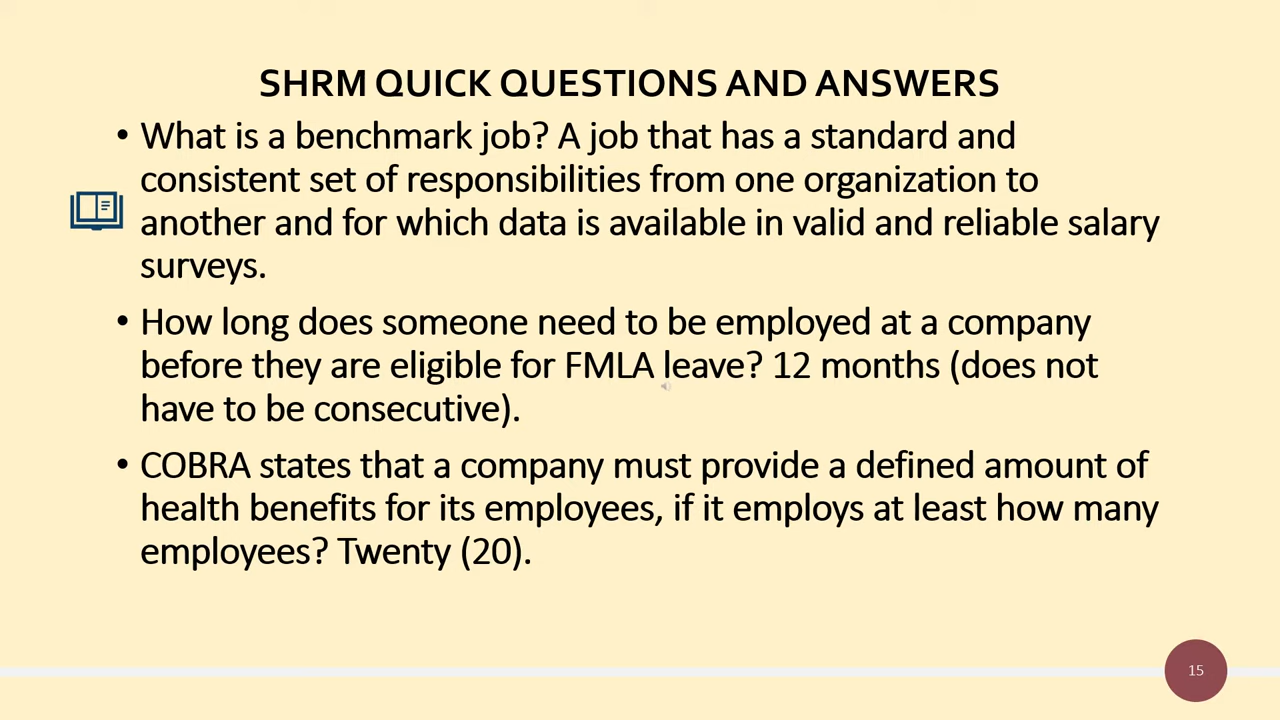 SHRM QUICK QUESTIONS AND ANSWERS
• What is a benchmark job? A job that has a standard and
consistent set of responsibilities from one organization to
another and for which data is available in valid and reliable salary
surveys.
• How long does someone need to be employed at a company
before they are eligible for FMLA leave? 12 months (does not
have to be consecutive).
• COBRA states that a company must provide a defined amount of
health benefits for its employees, if it employs at least how many
employees? Twenty (20).
15